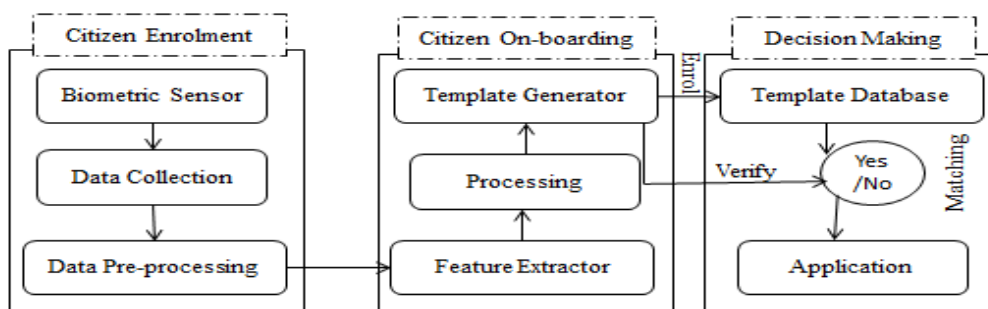 Citizen Enrolment
Biometric Sensor
Data Collection
Data Pre-processing
Citizen On-boarding
Template Generator
Processing
Feature Extractor
Enrol
Verify
Decision Making
Template Database
Yes
/No
Matching
Application